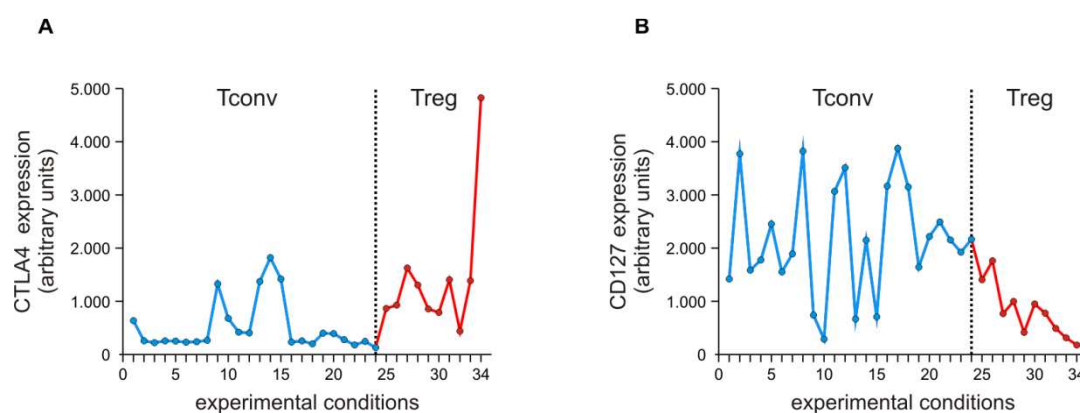 A
B
5.000
4.000
3.000
2.000
1.000
0
CTLA4 expression
(arbitrary units)
Tconv
Treg
0 5 10 15 20 25 30 34
experimental conditions
5.000
4.000
3.000
2.000
1.000
0
CD127 expression
(arbitrary units)
Tconv
Treg
0 5 10 15 20 25 30 34
experimental conditions